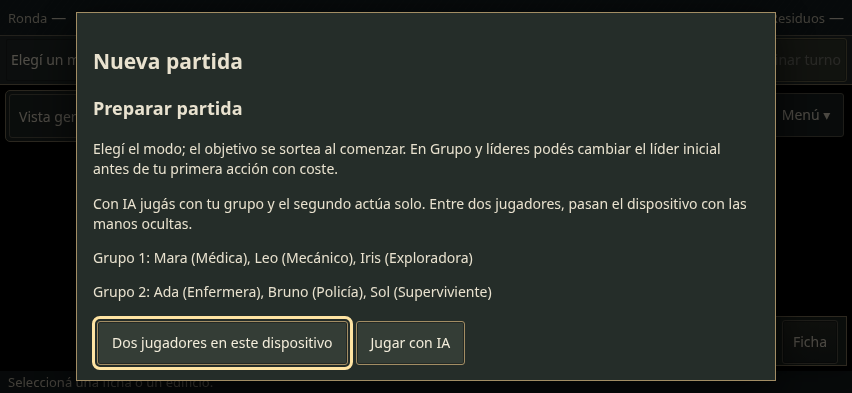 Ronda —
esiduos —
Elegí un m
nar turno
Nueva partida
Preparar partida
Vista gen
Menú ▾
Elegí el modo; el objetivo se sortea al comenzar. En Grupo y líderes podés cambiar el líder inicial
antes de tu primera acción con coste.
Con IA jugás con tu grupo y el segundo actúa solo. Entre dos jugadores, pasan el dispositivo con las
manos ocultas.
Grupo 1: Mara (Médica), Leo (Mecánico), Iris (Exploradora)
Grupo 2: Ada (Enfermera), Bruno (Policía), Sol (Superviviente)
Dos jugadores en este dispositivo
Jugar con IA
Ficha
Seleccioná una ficha o un edificio.